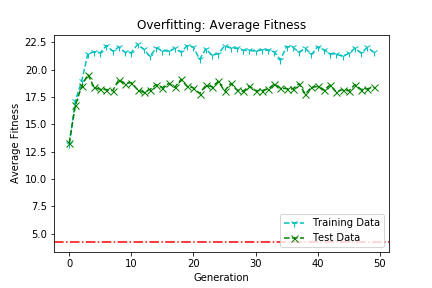 Overfitting: Average Fitness
22.5
20.0
17.5
15.0
12.5
10.0
7.5
5.0
Average Fitness
Training Data
Test Data
0 10 20 30 40 50
Generation